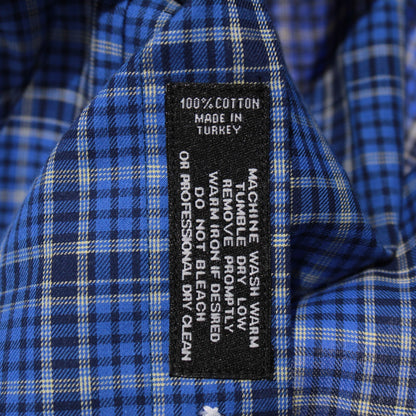 100% COTTON
MADE IN
TURKEY
MACHINE WASH WARM
TUMBLE DRY LOW
REMOVE PROMPTLY
WARM IRON IF DESIRED
DO NOT BLEACH
OR PROFESSIONAL DRY CLEAN